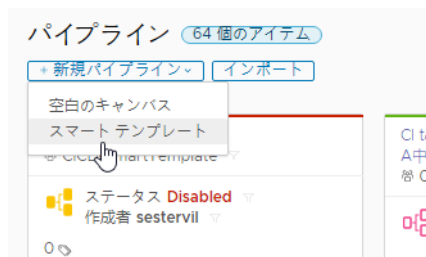 パイプライン 64 個のアイテム
+ 新規パイプライン インポート
空白のキャンバス
スマート テンプレート
CI t
A中
ステータス Disabled
作成者 sestervil
0